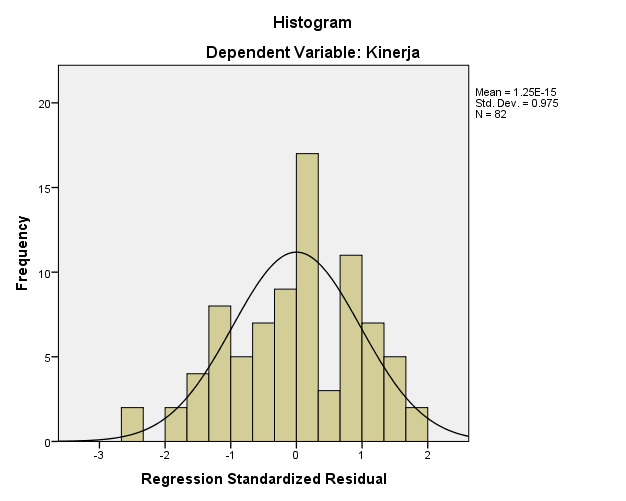 Histogram
Dependent Variable: Kinerja
Mean = 1.25E-15
Std. Dev. = 0.975
N = 82
Frequency
20
15
10
5
0
-3 -2 -1 0 1 2
Regression Standardized Residual